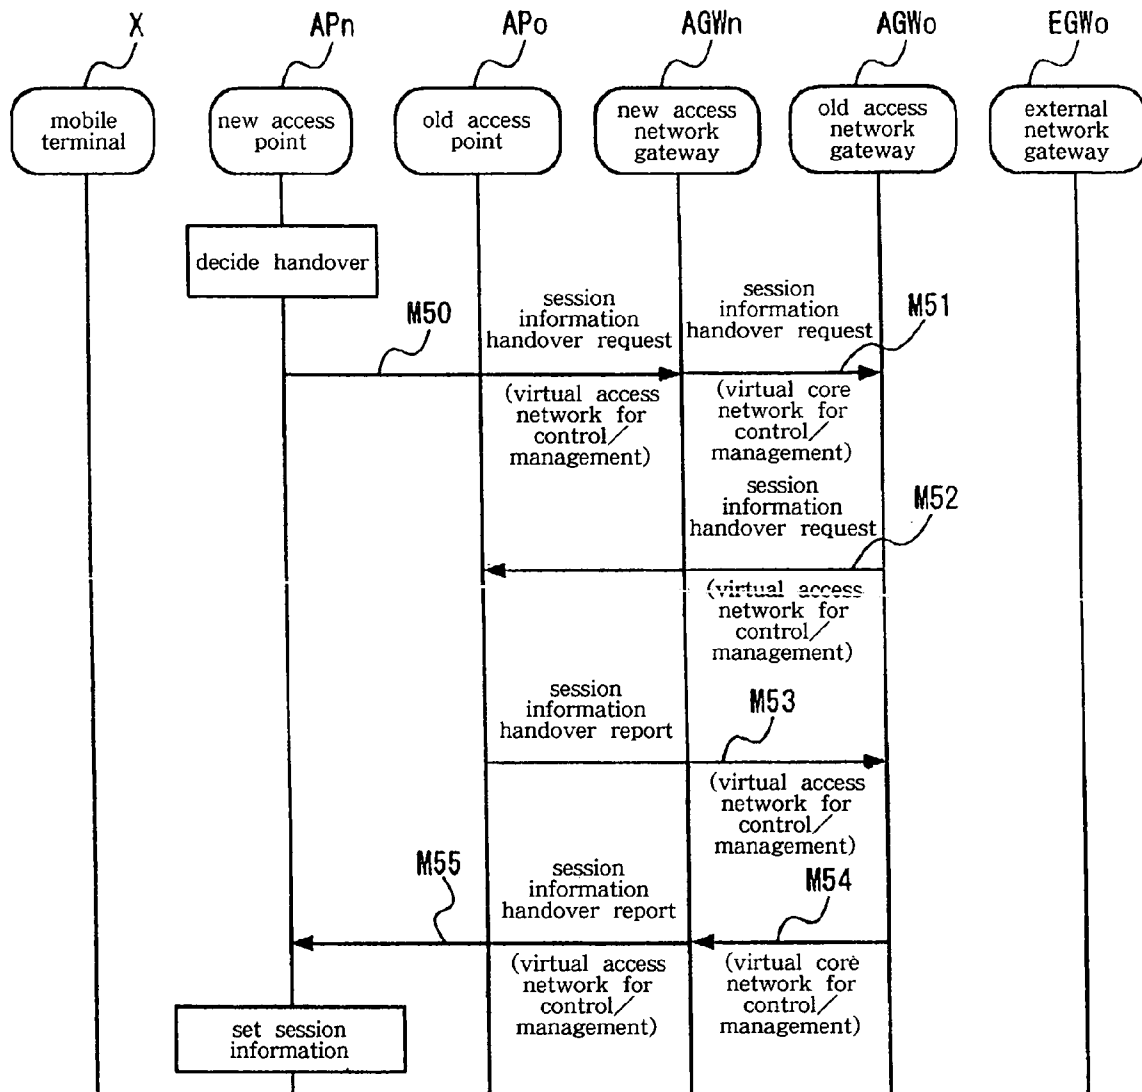 X
APn
APo
AGWn
AGWo
EGWo
mobile
terminal
new access
point
old access
point
new access
network
gateway
old access
network
gateway
external
network
gateway
decide handover
M50
session
information
handover request
session
information
handover request
M51
(virtual access
network for
control/
management)
(virtual core
network for
control/
management)
session
information
handover request
M52
(virtual access
network for
control/
management)
session
information
handover report
M53
(virtual access
network for
control/
management)
M55
session
information
handover report
M54
(virtual access
network for
control/
management)
(virtual core
network for
control/
management)
set session
information